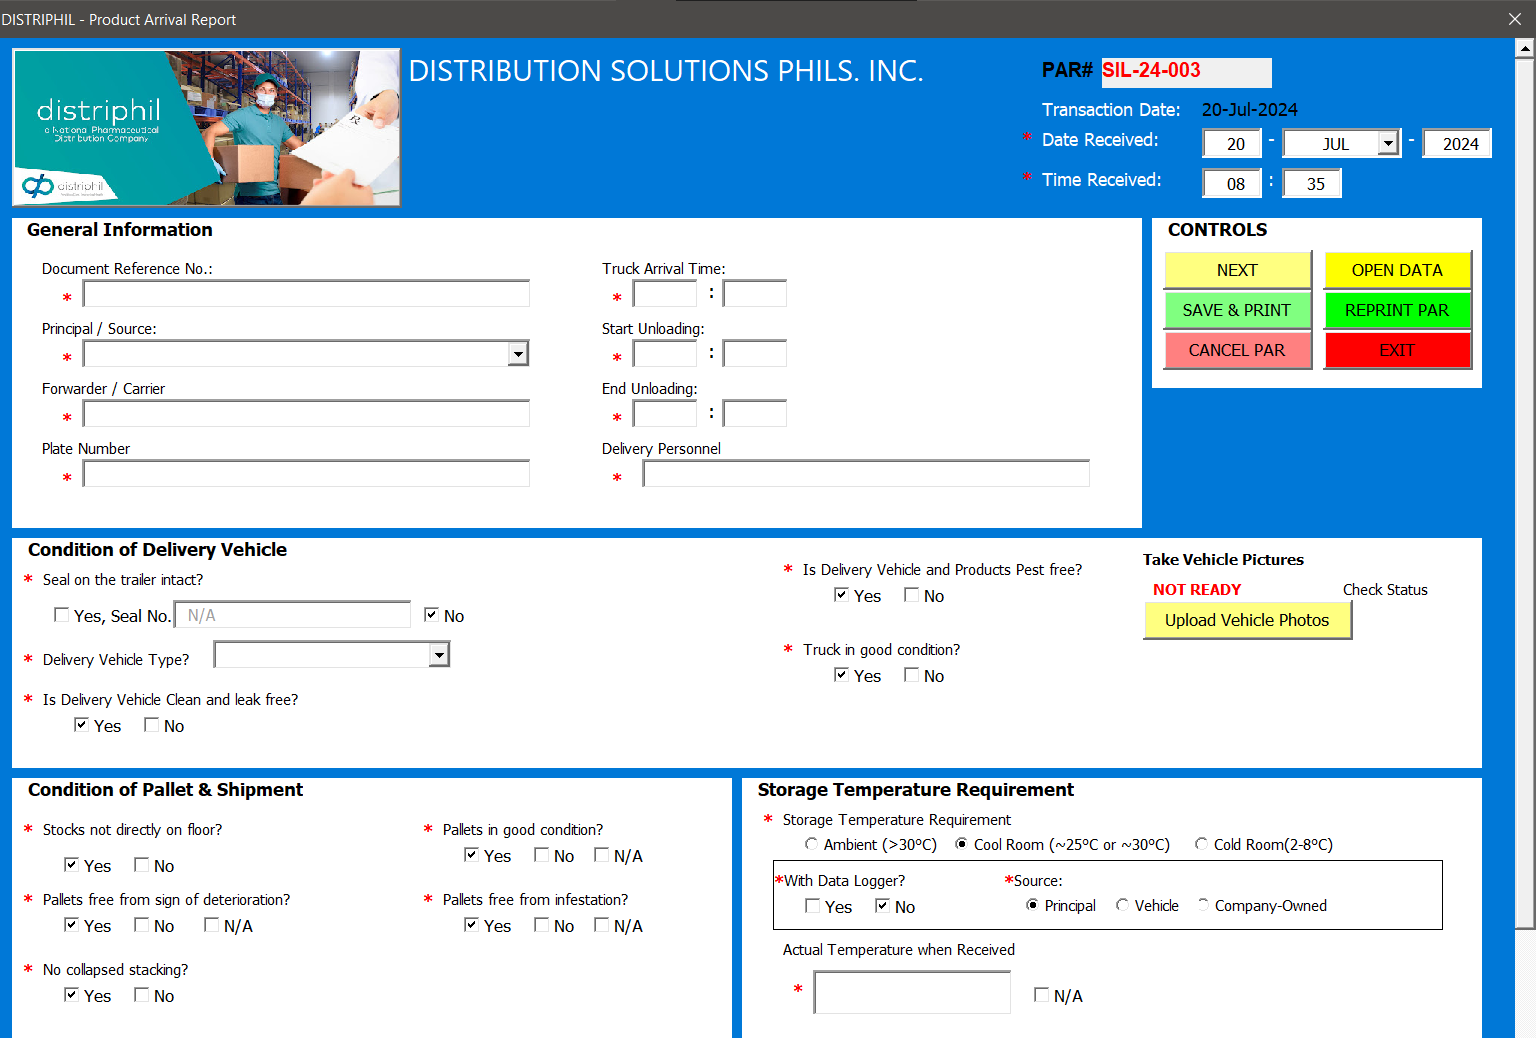 DISTRIPHIL - Product Arrival Report
distriphil
a National Pharmaceutical
Distribution Company
distriphil
DISTRIBUTION SOLUTIONS PHILS. INC.
PAR# SIL-24-003
Transaction Date: 20-Jul-2024
* Date Received: 20 - JUL - 2024
* Time Received: 08 : 35
General Information
Document Reference No.:
*
Principal / Source:
*
Forwarder / Carrier
*
Plate Number
*
Truck Arrival Time:
* :
Start Unloading:
* :
End Unloading:
* :
Delivery Personnel
*
CONTROLS
NEXT OPEN DATA
SAVE & PRINT REPRINT PAR
CANCEL PAR EXIT
Condition of Delivery Vehicle
* Seal on the trailer intact?
Yes, Seal No. N/A No
* Delivery Vehicle Type?
* Is Delivery Vehicle Clean and leak free?
Yes No
* Is Delivery Vehicle and Products Pest free?
Yes No
* Truck in good condition?
Yes No
Take Vehicle Pictures
NOT READY Check Status
Upload Vehicle Photos
Condition of Pallet & Shipment
* Stocks not directly on floor?
Yes No
* Pallets free from sign of deterioration?
Yes No N/A
* No collapsed stacking?
Yes No
* Pallets in good condition?
Yes No N/A
* Pallets free from infestation?
Yes No N/A
Storage Temperature Requirement
* Storage Temperature Requirement
Ambient (>30ºC) Cool Room (~25ºC or ~30ºC) Cold Room(2-8ºC)
*With Data Logger? *Source:
Yes No Principal Vehicle Company-Owned
Actual Temperature when Received
* N/A